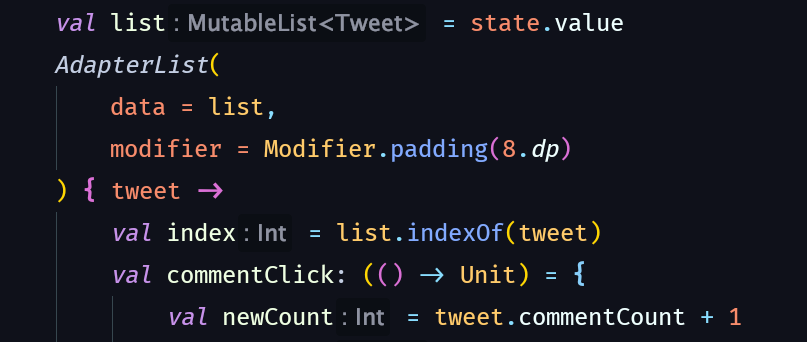 val list : MutableList<Tweet> = state.value
AdapterList(
data = list,
modifier = Modifier.padding(8.dp)
) { tweet ->
val index : Int = list.indexOf(tweet)
val commentClick: (() -> Unit) = {
val newCount : Int = tweet.commentCount + 1